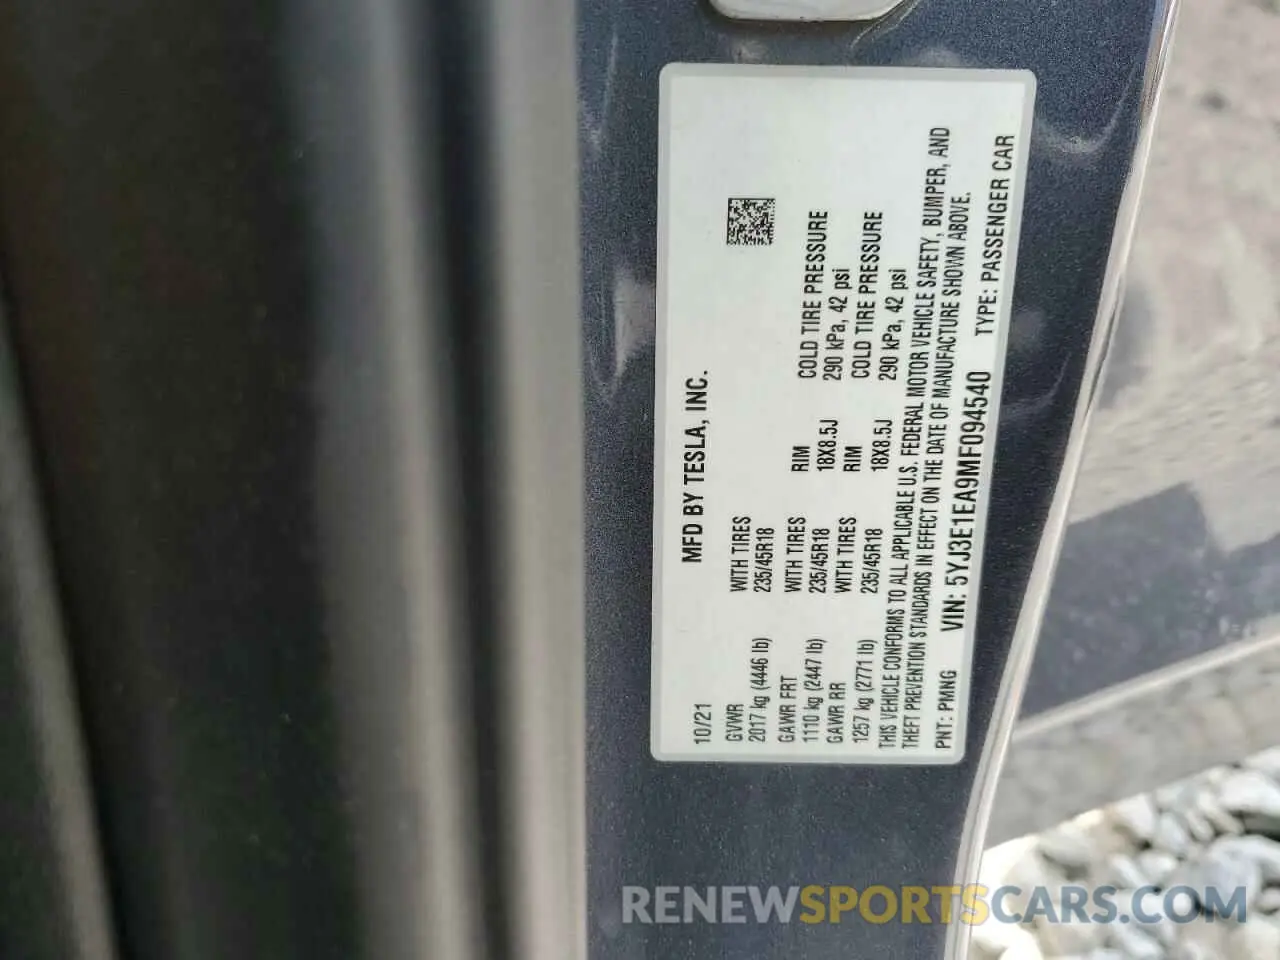 MFD BY TESLA, INC.
10/21
GVWR WITH TIRES
2017 kg (4446 lb) 235/45R18
GAWR FRT WITH TIRES RIM COLD TIRE PRESSURE
1110 kg (2447 lb) 235/45R18 18X8.5J 290 kPa, 42 psi
GAWR RR WITH TIRES RIM COLD TIRE PRESSURE
1257 kg (2771 lb) 235/45R18 18X8.5J 290 kPa, 42 psi
THIS VEHICLE CONFORMS TO ALL APPLICABLE U.S. FEDERAL MOTOR VEHICLE SAFETY, BUMPER, AND
THEFT PREVENTION STANDARDS IN EFFECT ON THE DATE OF MANUFACTURE SHOWN ABOVE.
PNT: PMNG VIN: 5YJ3E1EA9MF094540 TYPE: PASSENGER CAR
RENEWSPORTSCARS.COM